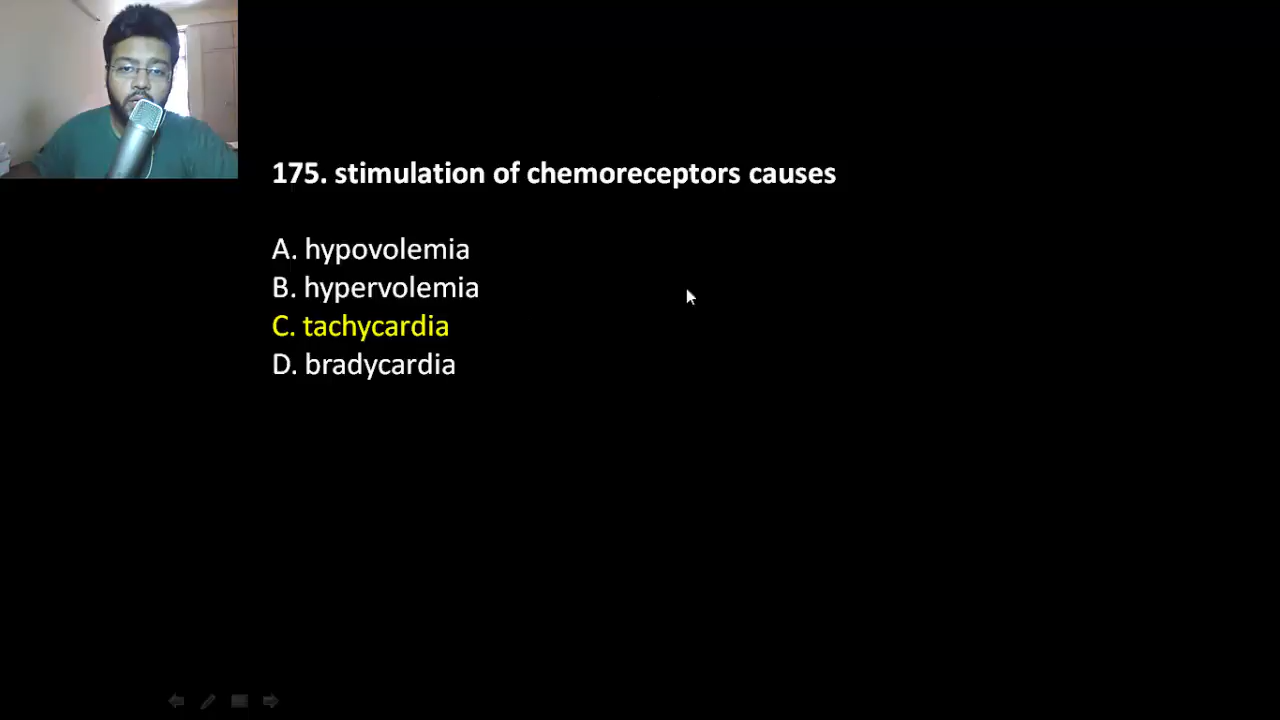 175. stimulation of chemoreceptors causes
A. hypovolemia
B. hypervolemia
C. tachycardia
D. bradycardia